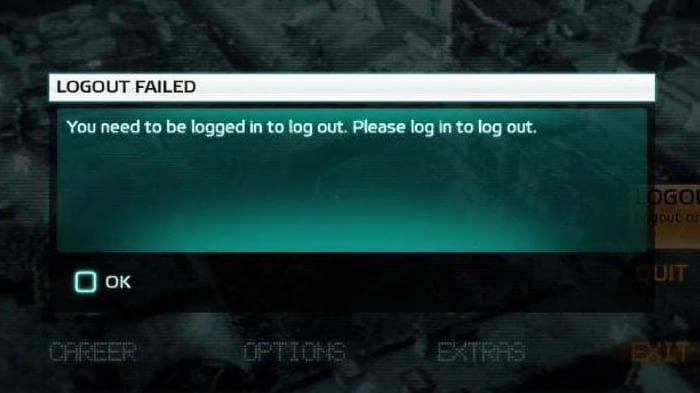 LOGOUT FAILED
You need to be logged in to log out. Please log in to log out.
OK
QUIT
CAREER OPTIONS EXTRAS EXIT